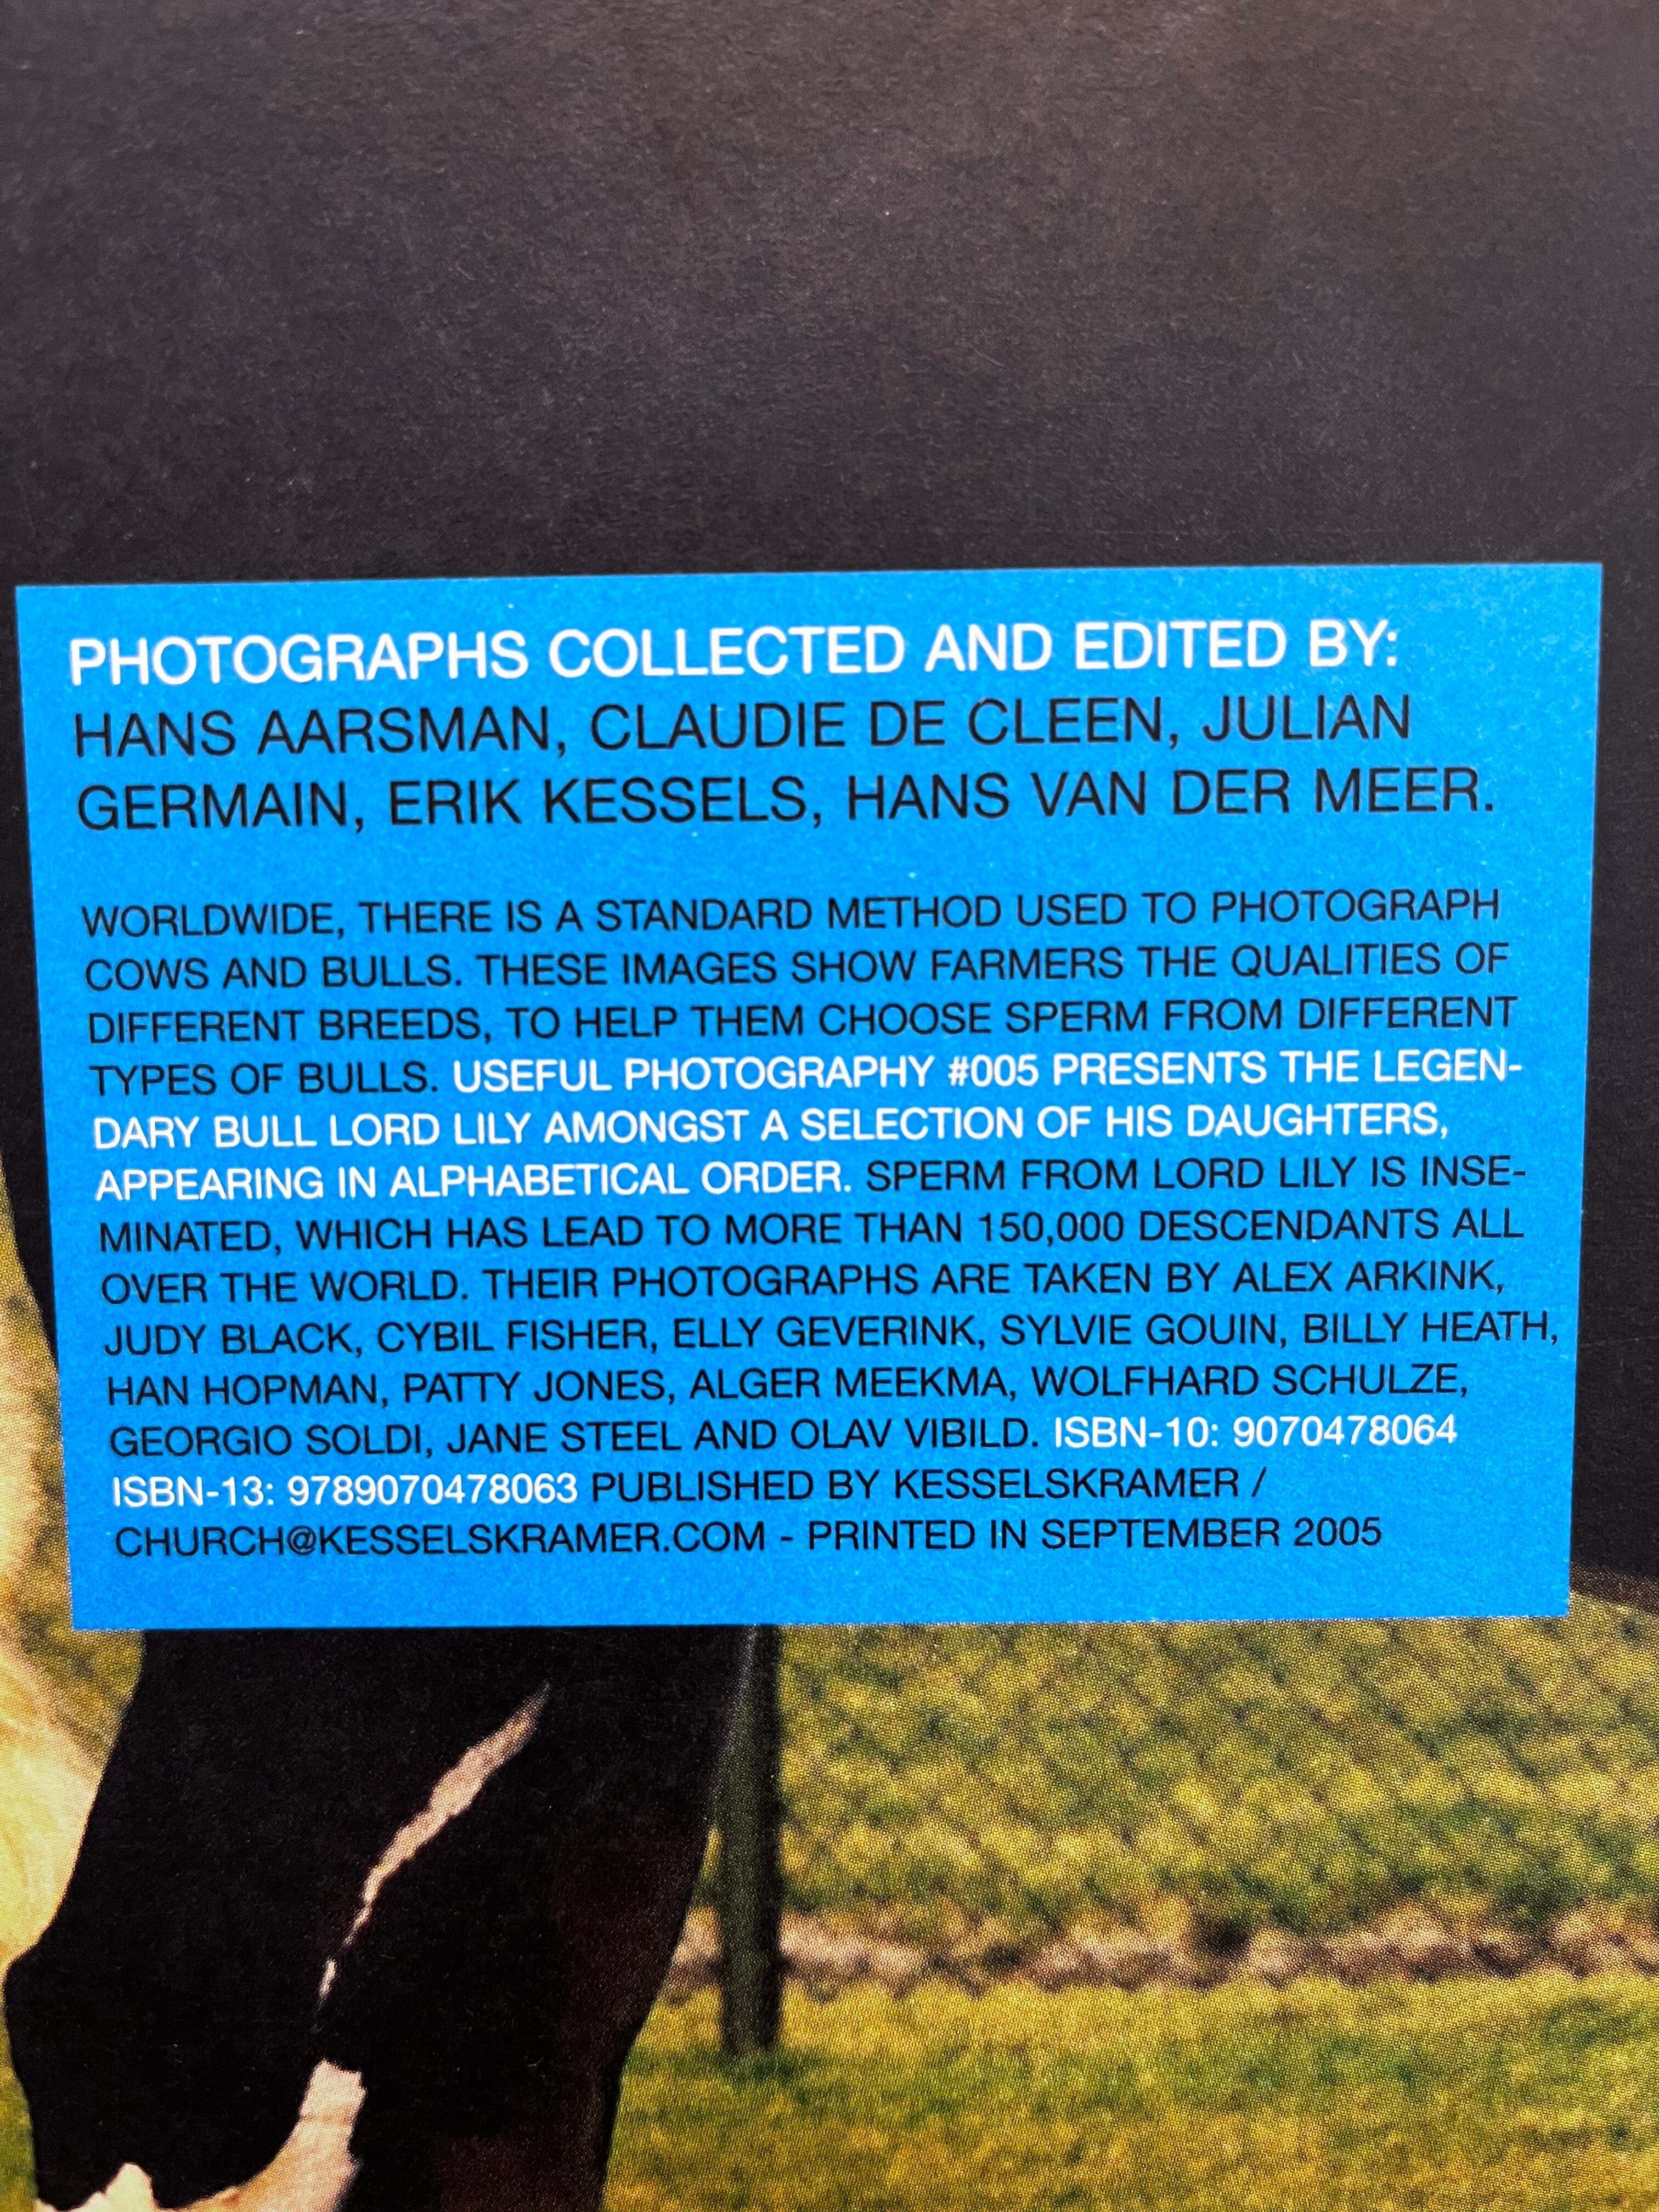 PHOTOGRAPHS COLLECTED AND EDITED BY:
HANS AARSMAN, CLAUDIE DE CLEEN, JULIAN
GERMAIN, ERIK KESSELS, HANS VAN DER MEER.
WORLDWIDE, THERE IS A STANDARD METHOD USED TO PHOTOGRAPH
COWS AND BULLS. THESE IMAGES SHOW FARMERS THE QUALITIES OF
DIFFERENT BREEDS, TO HELP THEM CHOOSE SPERM FROM DIFFERENT
TYPES OF BULLS. USEFUL PHOTOGRAPHY #005 PRESENTS THE LEGEN-
DARY BULL LORD LILY AMONGST A SELECTION OF HIS DAUGHTERS,
APPEARING IN ALPHABETICAL ORDER. SPERM FROM LORD LILY IS INSE-
MINATED, WHICH HAS LEAD TO MORE THAN 150,000 DESCENDANTS ALL
OVER THE WORLD. THEIR PHOTOGRAPHS ARE TAKEN BY ALEX ARKINK,
JUDY BLACK, CYBIL FISHER, ELLY GEVERINK, SYLVIE GOUIN, BILLY HEATH,
HAN HOPMAN, PATTY JONES, ALGER MEEKMA, WOLFHARD SCHULZE,
GEORGIO SOLDI, JANE STEEL AND OLAV VIBILD. ISBN-10: 9070478064
ISBN-13: 9789070478063 PUBLISHED BY KESSELSKRAMER /
CHURCH@KESSELSKRAMER.COM - PRINTED IN SEPTEMBER 2005